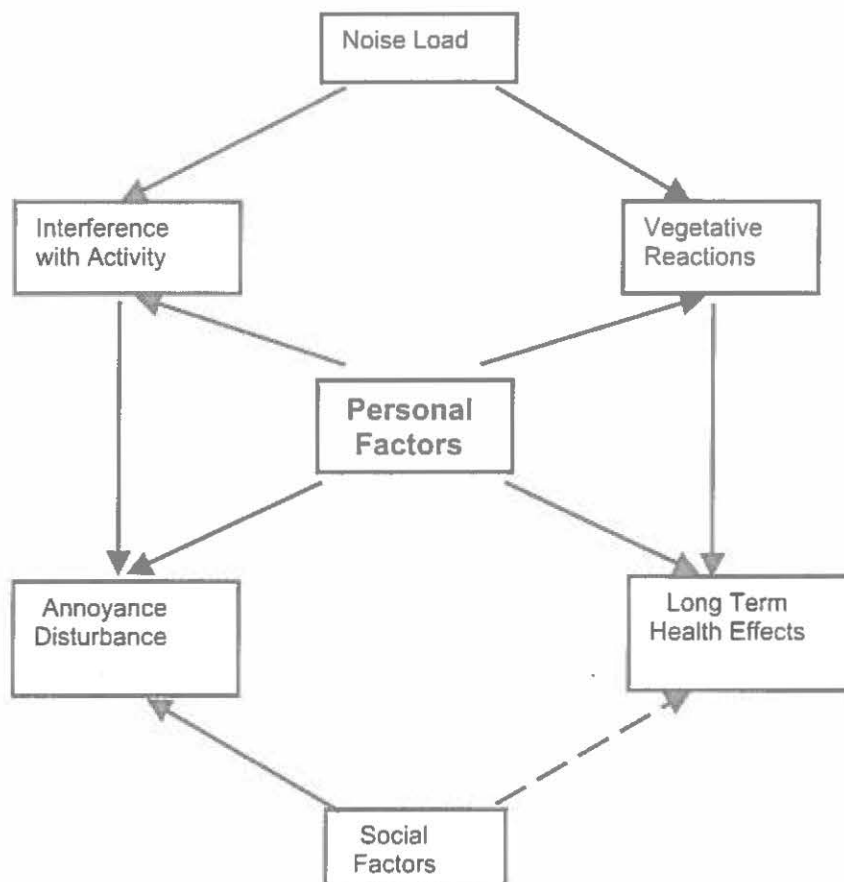 Noise Load
Interference
with Activity
Vegetative
Reactions
Personal
Factors
Annoyance
Disturbance
Long Term
Health Effects
Social
Factors